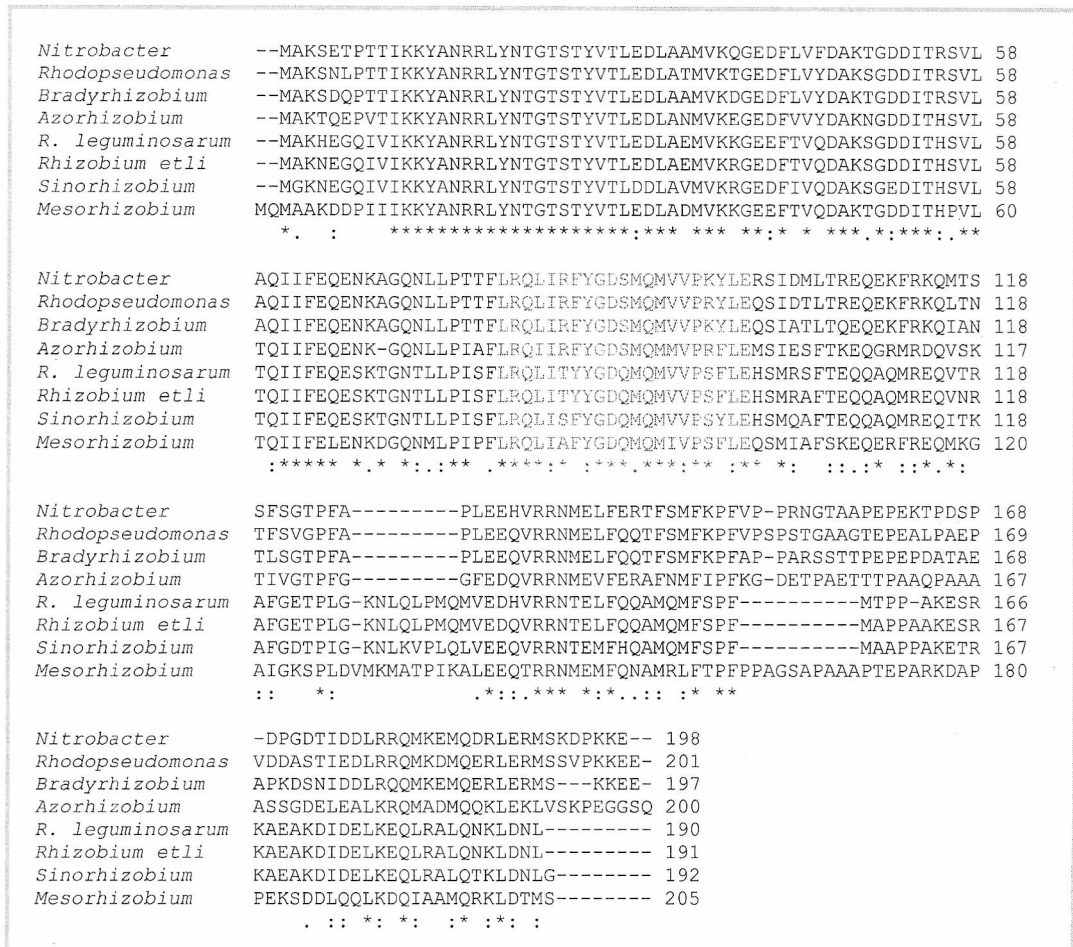 Nitrobacter --MAKSETPTTIKKYANRRLYNTGTSTYVTLEDLAAMVKQGEDFLVFDAKTGDDITRSVL 58
Rhodopseudomonas --MAKSNLPTTIKKYANRRLYNTGTSTYVTLEDLATMVKTGEDFLVYDAKSGDDITRSVL 58
Bradyrhizobium --MAKSDQPTTIKKYANRRLYNTGTSTYVTLEDLAAMVKDGEDFLVYDAKTGDDITRSVL 58
Azorhizobium --MAKTQEPVTIKKYANRRLYNTGTSTYVTLEDLANMVKEGEDFVVYDAKNGDDITHSVL 58
R. leguminosarum --MAKHEGQIVIKKYANRRLYNTGTSTYVTLEDLAEMVKKGEEFTVQDAKSGDDITHSVL 58
Rhizobium etli --MAKNEGQIVIKKYANRRLYNTGTSTYVTLEDLAEMVKRGEDFTVQDAKSGDDITHSVL 58
Sinorhizobium --MGKNEGQIVIKKYANRRLYNTGTSTYVTLDDLAVMVKRGEDFIVQDAKSGEDITHSVL 58
Mesorhizobium MQMAAKDDPIIIKKYANRRLYNTGTSTYVTLEDLADMVKKGEEFTVQDAKTGDDITHPVL 60
*. : ********************:*** *** **:* * ***.*:***:.**
Nitrobacter AQIIFEQENKAGQNLLPTTFLRQLIRFYGDSMQMVVPKYLERSIDMLTREQEKFRKQMTS 118
Rhodopseudomonas AQIIFEQENKAGQNLLPTTFLRQLIRFYGDSMQMVVPRYLEQSIDTLTREQEKFRKQLTN 118
Bradyrhizobium AQIIFEQENKAGQNLLPTTFLRQLIRFYGDSMQMVVPKYLEQSIATLTQEQEKFRKQIAN 118
Azorhizobium TQIIFEQENK-GQNLLPIAFLRQIIRFYGDSMQMMVPRFLEMSIESFTKEQGRMRDQVSK 117
R. leguminosarum TQIIFEQESKTGNTLLPISFLRQLITYYGDQMQMVVPSFLEHSMRSFTEQQAQMREQVTR 118
Rhizobium etli TQIIFEQESKTGNTLLPISFLRQLITYYGDQMQMVVPSFLEHSMRAFTEQQAQMREQVNR 118
Sinorhizobium TQIIFEQESKTGNTLLPISFLRQLISFYGDQMQMVVPSYLEHSMQAFTEQQAQMREQITK 118
Mesorhizobium TQIIFELENKDGQNMLPIPFLRQLIAFYGDQMQMIVPSFLEQSMIAFSKEQERFREQMKG 120
:***** *.* *:.:** .****:* :***.***:** :** *: ::.:* ::*.*:
Nitrobacter SFSGTPFA---------PLEEHVRRNMELFERTFSMFKPFVPP-PRNGTAAPEPEKTPDSP 168
Rhodopseudomonas TFSVGPFA---------PLEEQVRRNMELFQQTFSMFKPFVPSPSTGAAGTEPEALPAEP 169
Bradyrhizobium TLSGTPFA---------PLEEQVRRNMELFQQTFSMFKPFAPP-PARSSTTPEPEPDATAE 168
Azorhizobium TIVGTPFG---------GFEDQVRRNMEVFERAFNMFIPFKG-DETPAETTTPAAQPAAA 167
R. leguminosarum AFGETPLG-KNLQLPMQMVEDHVRRNTELFQQAMQMFSPF----------MTPP-AKESR 166
Rhizobium etli AFGETPLG-KNLQLPMQMVEDQVRRNTELFQQAMQMFSPF----------MAPPAAKESR 167
Sinorhizobium AFGDTPIG-KNLKVPLQLVEEQVRRNTEMFHQAMQMFSPF----------MAAPPAKETR 167
Mesorhizobium AIGKSPLDVMKMATPIKALEEQTRRNMEMFQNAMRLFTPFPPPAGSAPAAAPTEPARKDAP 180
:: *: .*::.*** *:*..: :* **
Nitrobacter -DPGDTIDDLRRQMKEMQDRLERMSKDPKKE-- 198
Rhodopseudomonas VDDASTIEDLRRQMKDMQERLERMSSVPKKEE- 201
Bradyrhizobium APKDSNIDDLRQQMKEMQERLERMS---KKEE- 197
Azorhizobium ASSGDELEALKRQMADMQQKLEKLVSKPEGGSQ 200
R. leguminosarum KAEAKDIDELKEQLRALQNKLDNL--------- 190
Rhizobium etli KAEAKDIDELKEQLRALQNKLDNL--------- 191
Sinorhizobium KAEAKDIDELKEQLRALQTKLDNLG-------- 192
Mesorhizobium PEKSDDLQQLKDQIAAMQRKLDTMS-------- 205
. :: *: *: :* :*: :